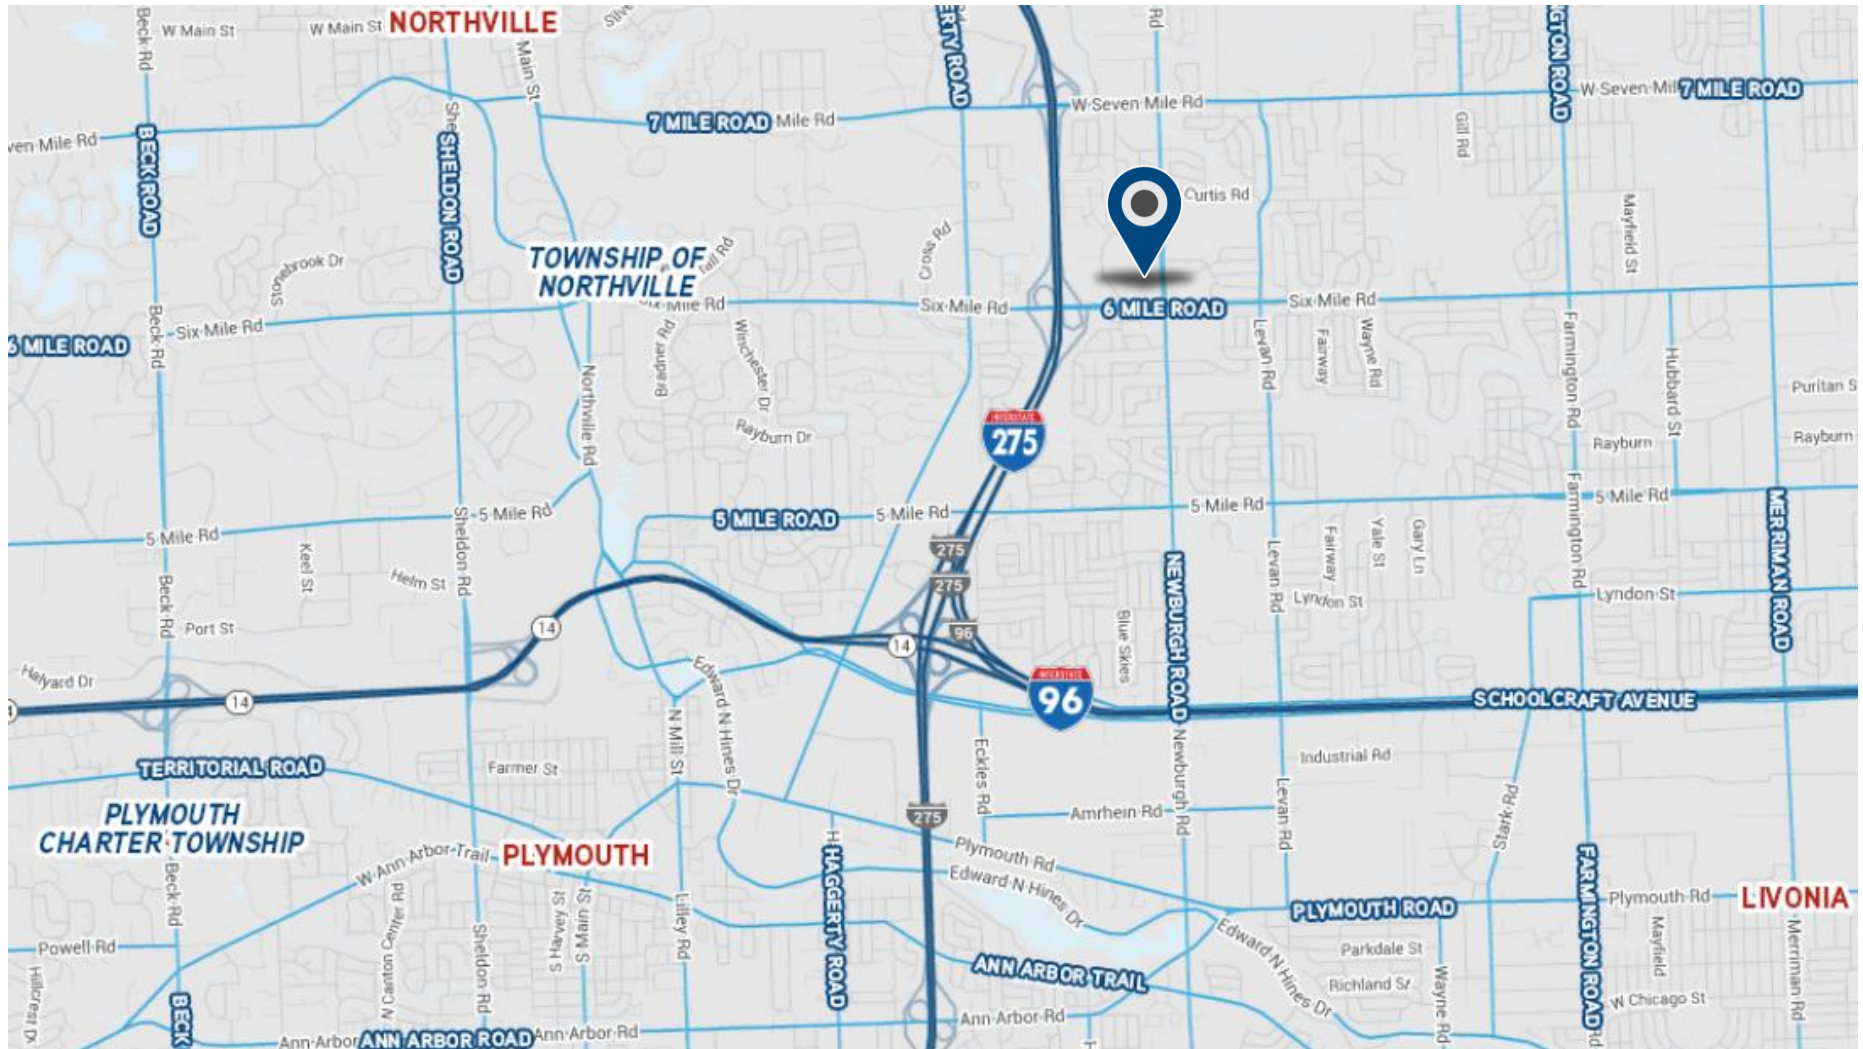 Beck Rd
W Main St
W Main St
NORTHVILLE
Main St
ERTY ROAD
Rd
NGTON ROAD
W Seven Mile Rd
W Seven Mil
7 MILE ROAD
7 MILE ROAD
Mile Rd
ven Mile Rd
BECK ROAD
She
SHELDON ROAD
Gill Rd
Curtis Rd
Mayfield St
Cross Rd
TOWNSHIP OF
NORTHVILLE
Stonebrook Dr
ail Rd
Six Mile Rd
Six Mile Rd
6 MILE ROAD
Six Mile Rd
Six Mile Rd
6 MILE ROAD
Beck Rd
Bradner Rd
Winchester Dr
Rayburn Dr
Northville Rd
Levan Rd
Fairway
Wayne Rd
Farmington Rd
Hubbard St
Puritan S
Rayburn
Rayburn
INTERSTATE
275
5 Mile Rd
5 MILE ROAD
5 Mile Rd
5 Mile Rd
5 Mile Rd
5 Mile Rd
Sheldon Rd
Keel St
Helm St
Beck Rd
Port St
Halyard Dr
14
14
14
4
275
275
96
Blue Skies
NEWBURGH ROAD
Levan Rd
Fairway
Yale St
Gary Ln
Lyndon St
Farmington Rd
Lyndon St
MERRIMAN ROAD
INTERSTATE
96
SCHOOLCRAFT AVENUE
Edward N Hines Dr
N Mill St
Eckles Rd
Newburgh Rd
Industrial Rd
TERRITORIAL ROAD
Farmer St
PLYMOUTH
CHARTER TOWNSHIP
275
Amrhein Rd
Levan Rd
Stark Rd
W Ann Arbor Trail
PLYMOUTH
Plymouth Rd
Edward N Hines Dr
H
HAGGERTY ROAD
Beck Rd
N Canton Center Rd
S Harvey St
S Main St
Lilley Rd
PLYMOUTH ROAD
Plymouth Rd
LIVONIA
FARMINGTON ROAD
Powell Rd
Hillcrest Dr
Sheldon Rd
ANN ARBOR TRAIL
Edward N Hines Dr
Parkdale St
Richland St
Wayne Rd
Mayfield
W Chicago St
Merriman Rd
BECK
Ann Arbor
ANN ARBOR ROAD
Ann Arbor Rd
Ann Arbor Rd
H
Rd